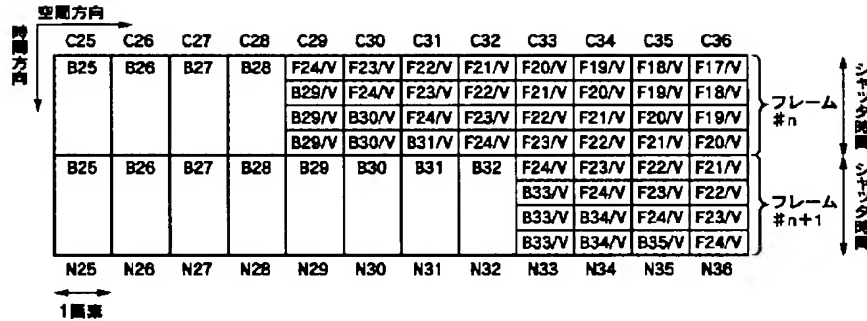 空間方向
時間方向
C25 C26 C27 C28 C29 C30 C31 C32 C33 C34 C35 C36
B25 B26 B27 B28 F24/V F23/V F22/V F21/V F20/V F19/V F18/V F17/V
B29/V F24/V F23/V F22/V F21/V F20/V F19/V F18/V
B29/V B30/V F24/V F23/V F22/V F21/V F20/V F19/V
B29/V B30/V B31/V F24/V F23/V F22/V F21/V F20/V
フレーム
#n
シャッタ時間
B25 B26 B27 B28 B29 B30 B31 B32 F24/V F23/V F22/V F21/V
B33/V F24/V F23/V F22/V
B33/V B34/V F24/V F23/V
B33/V B34/V B35/V F24/V
フレーム
#n+1
シャッタ時間
N25 N26 N27 N28 N29 N30 N31 N32 N33 N34 N35 N36
1画素